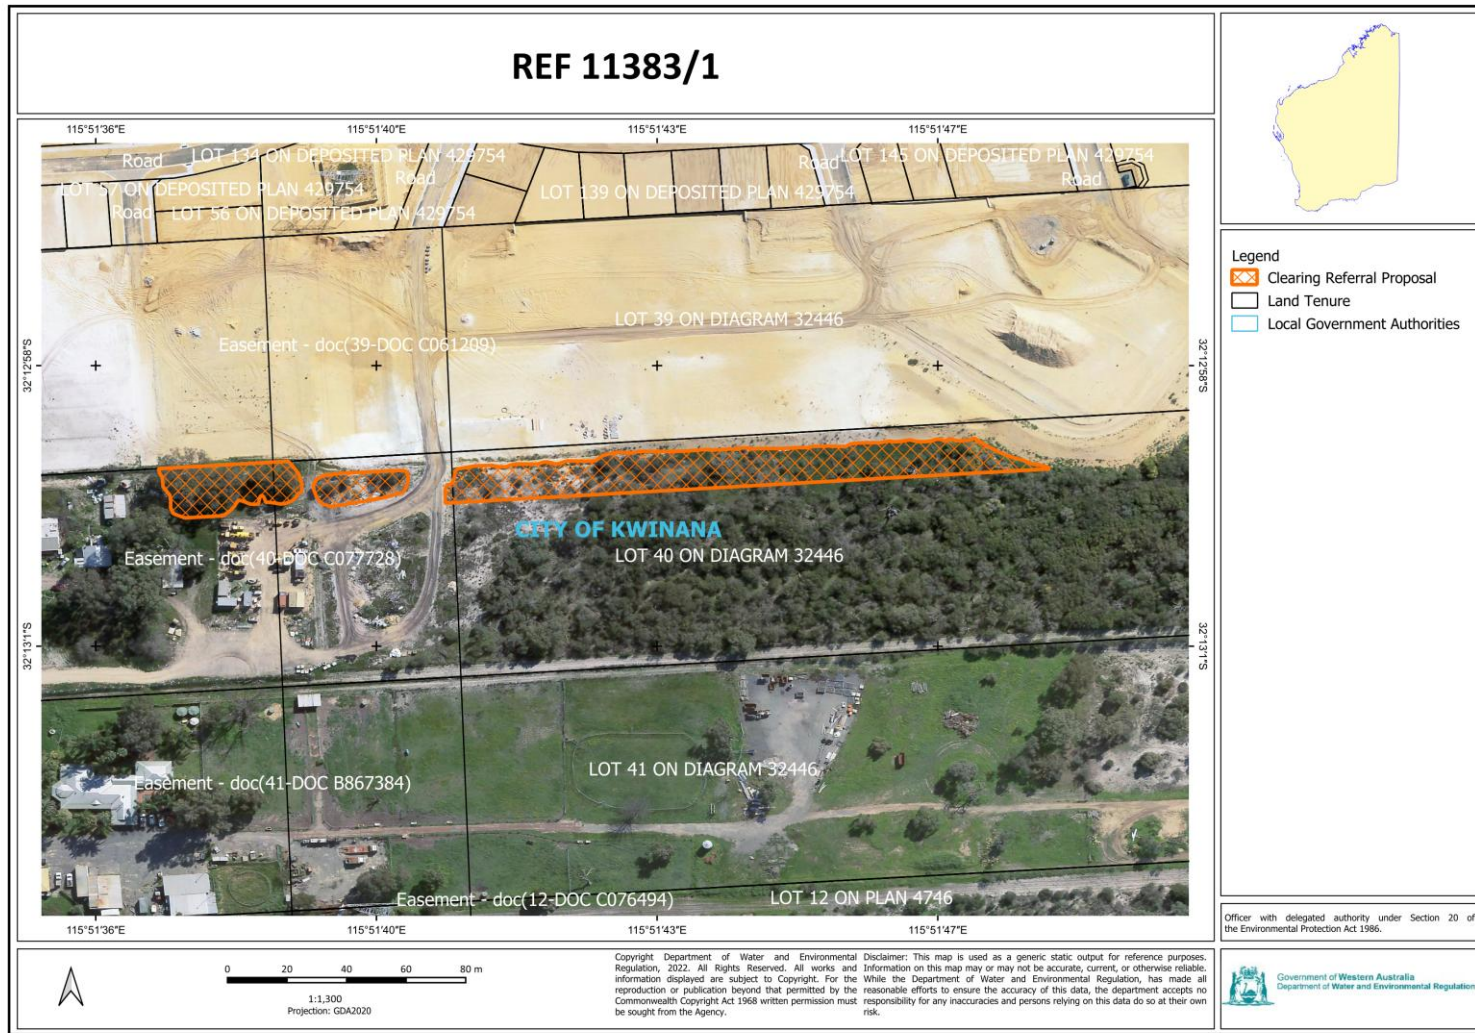 REF 11383/1
115°51'36"E 115°51'40"E 115°51'43"E 115°51'47"E
Road LOT 134 ON DEPOSITED PLAN 429754 Road LOT 145 ON DEPOSITED PLAN 429754
LOT 57 ON DEPOSITED PLAN 429754 Road LOT 139 ON DEPOSITED PLAN 429754 Road
Road LOT 56 ON DEPOSITED PLAN 429754
LOT 39 ON DIAGRAM 32446
Easement - doc(39-DOC C061209)
32°12'58"S 32°12'58"S
CITY OF KWINANA
Easement - doc(40-DOC C077728) LOT 40 ON DIAGRAM 32446
32°13'1"S 32°13'1"S
LOT 41 ON DIAGRAM 32446
Easement - doc(41-DOC B867384)
Easement - doc(12-DOC C076494) LOT 12 ON PLAN 4746
115°51'36"E 115°51'40"E 115°51'43"E 115°51'47"E
Legend
Clearing Referral Proposal
Land Tenure
Local Government Authorities
Officer with delegated authority under Section 20 of
the Environmental Protection Act 1986.
0 20 40 60 80 m
1:1,300
Projection: GDA2020
Copyright Department of Water and Environmental
Regulation, 2022. All Rights Reserved. All works and
information displayed are subject to Copyright. For the
reproduction or publication beyond that permitted by the
Commonwealth Copyright Act 1968 written permission must
be sought from the Agency.
Disclaimer: This map is used as a generic static output for reference purposes.
Information on this map may or may not be accurate, current, or otherwise reliable.
While the Department of Water and Environmental Regulation, has made all
reasonable efforts to ensure the accuracy of this data, the department accepts no
responsibility for any inaccuracies and persons relying on this data do so at their own
risk.
Government of Western Australia
Department of Water and Environmental Regulation